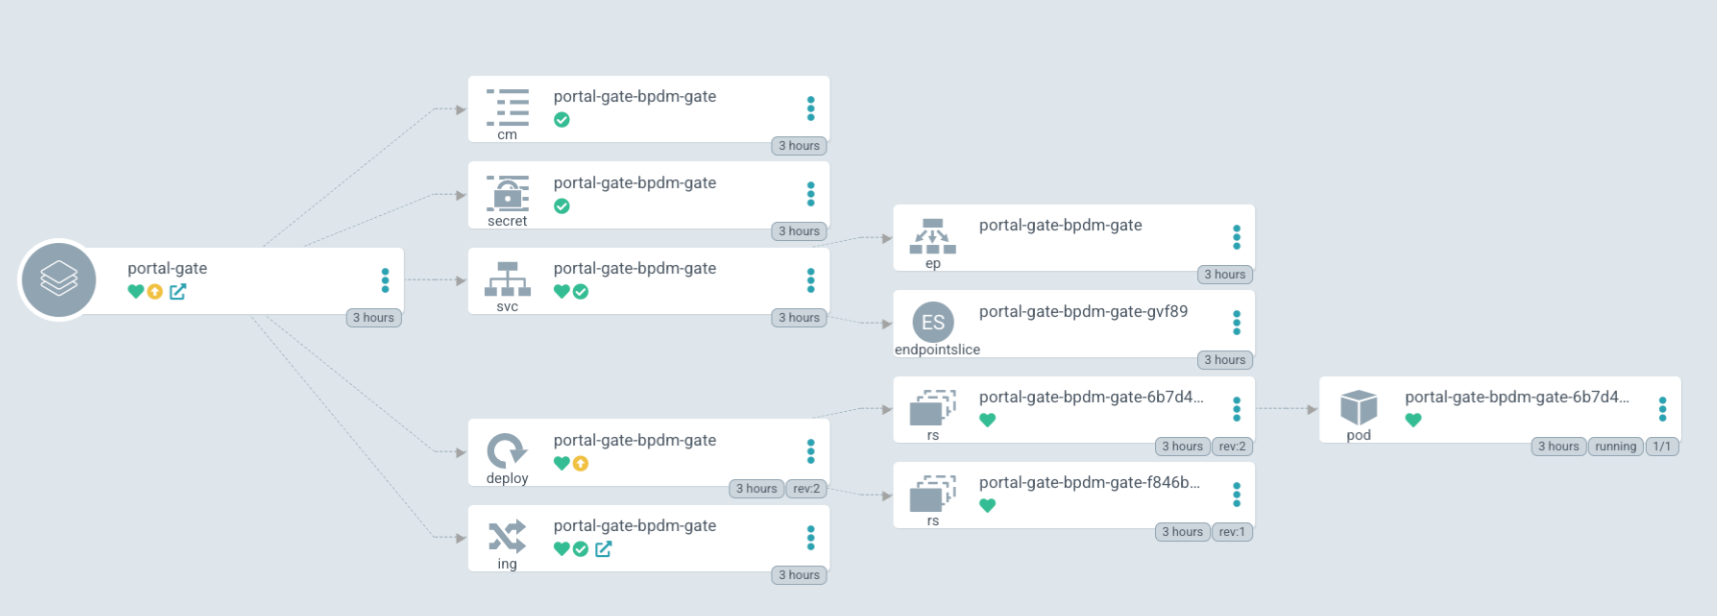 portal-gate
3 hours
portal-gate-bpdm-gate
cm
3 hours
portal-gate-bpdm-gate
secret
3 hours
portal-gate-bpdm-gate
svc
3 hours
portal-gate-bpdm-gate
deploy
3 hours rev:2
portal-gate-bpdm-gate
ing
3 hours
portal-gate-bpdm-gate
ep
3 hours
ES
portal-gate-bpdm-gate-gvf89
endpointslice
3 hours
portal-gate-bpdm-gate-6b7d4...
rs
3 hours rev:2
portal-gate-bpdm-gate-f846b...
rs
3 hours rev:1
portal-gate-bpdm-gate-6b7d4...
pod
3 hours running 1/1